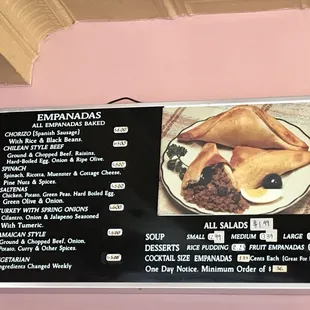 EMPANADAS
ALL EMPANADAS BAKED
CHORIZO (Spanish Sausage)
With Rice & Black Beans.
CHILEAN STYLE BEEF
Ground & Chopped Beef, Raisins,
Hard-Boiled Egg, Onion & Ripe Olive.
SPINACH
Spinach, Ricotta, Muenster & Cottage Cheese,
Pine Nuts & Spices.
SALTENAS
Chicken, Potato, Green Peas, Hard Boiled Egg,
Green Olive & Onion.
TURKEY WITH SPRING ONIONS
Cilantro, Onion & Jalapeno Seasoned
With Turmeric.
JAMAICAN STYLE
Ground & Chopped Beef, Onion,
Potato, Curry & Other Spices.
VEGETARIAN
Ingredients Changed Weekly
ALL SALADS
SOUP SMALL MEDIUM LARGE
DESSERTS RICE PUDDING FRUIT EMPANADAS
COCKTAIL SIZE EMPANADAS Cents Each (Great For
One Day Notice. Minimum Order of